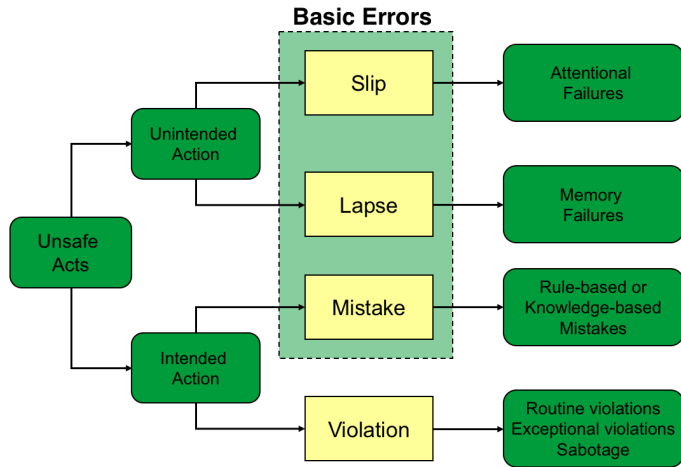 Basic Errors
Slip
Attentional
Failures
Unintended
Action
Lapse
Memory
Failures
Unsafe
Acts
Mistake
Rule-based or
Knowledge-based
Mistakes
Intended
Action
Violation
Routine violations
Exceptional violations
Sabotage